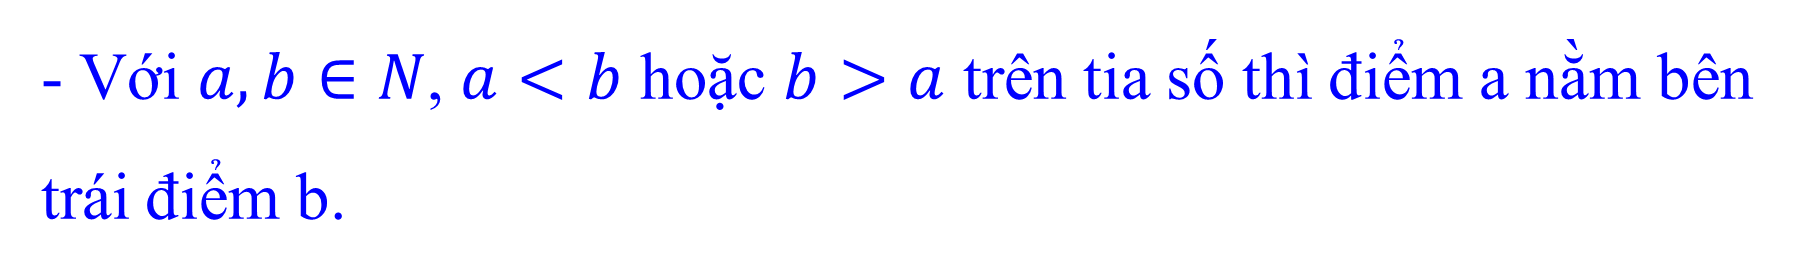 - Với a, b ∈ N, a < b hoặc b > a trên tia số thì điểm a nằm bên
trái điểm b.